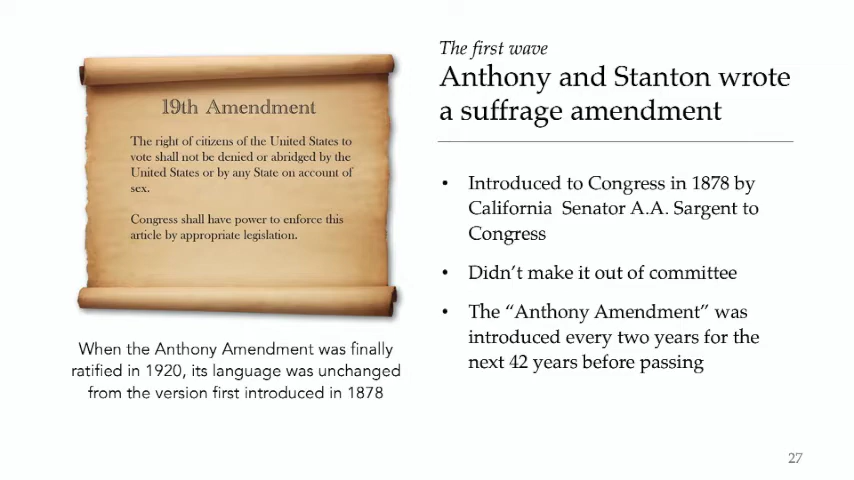 19th Amendment
The right of citizens of the United States to
vote shall not be denied or abridged by the
United States or by any State on account of
sex.
Congress shall have power to enforce this
article by appropriate legislation.
When the Anthony Amendment was finally
ratified in 1920, its language was unchanged
from the version first introduced in 1878
The first wave
Anthony and Stanton wrote
a suffrage amendment
• Introduced to Congress in 1878 by
California Senator A.A. Sargent to
Congress
• Didn’t make it out of committee
• The “Anthony Amendment” was
introduced every two years for the
next 42 years before passing
27